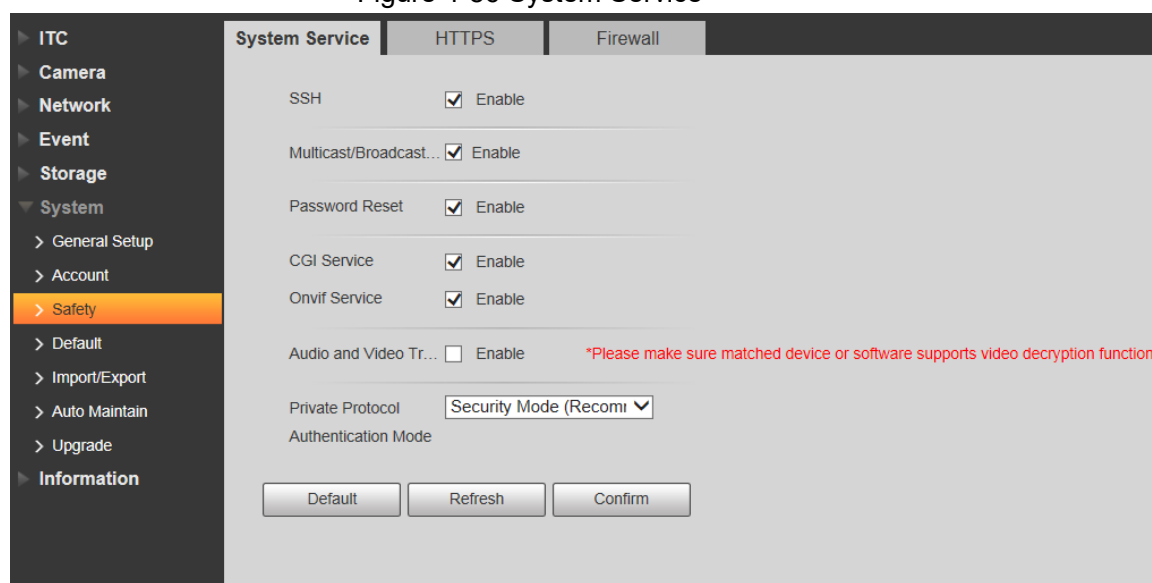 System Service
ITC
Camera
Network
Event
Storage
System
General Setup
Account
Safety
Default
Import/Export
Auto Maintain
Upgrade
Information
System Service
HTTPS
Firewall
SSH
Enable
Multicast/Broadcast...
Enable
Password Reset
Enable
CGI Service
Enable
Onvif Service
Enable
Audio and Video Tr...
Enable
*Please make sure matched device or software supports video decryption function
Private Protocol
Authentication Mode
Security Mode (Recomm
Default
Refresh
Confirm